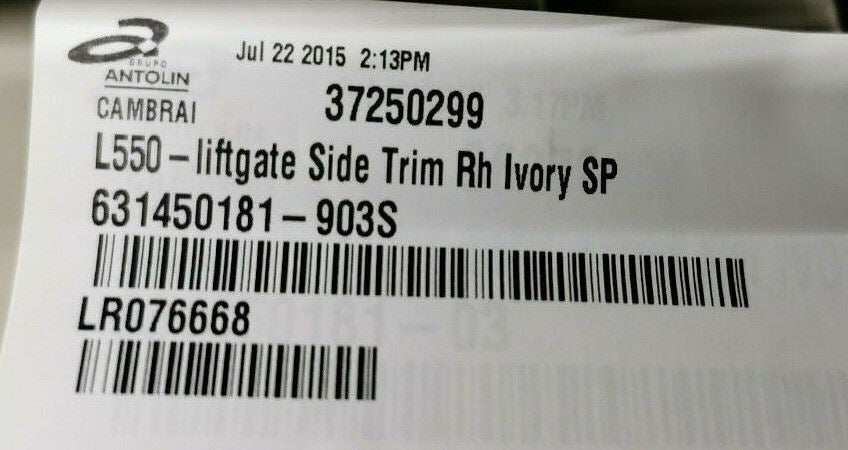 GRUPO
ANTOLIN
Jul 22 2015 2:13PM
CAMBRAI
37250299
L550-liftgate Side Trim Rh Ivory SP
631450181-903S
LR076668